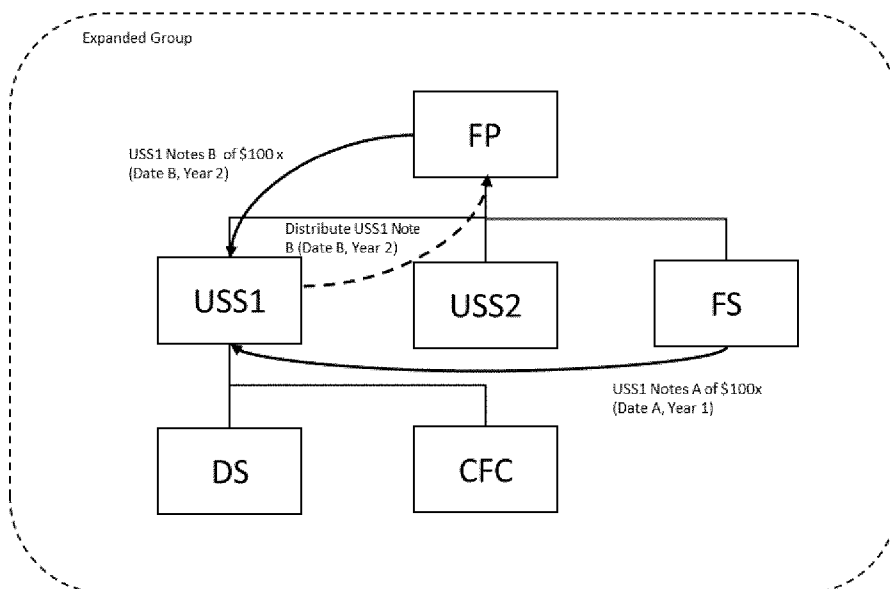 Expanded Group
FP
USS1 Notes B of $100 x
(Date B, Year 2)
Distribute USS1 Note
B (Date B, Year 2)
USS1
USS2
FS
USS1 Notes A of $100x
(Date A, Year 1)
DS
CFC